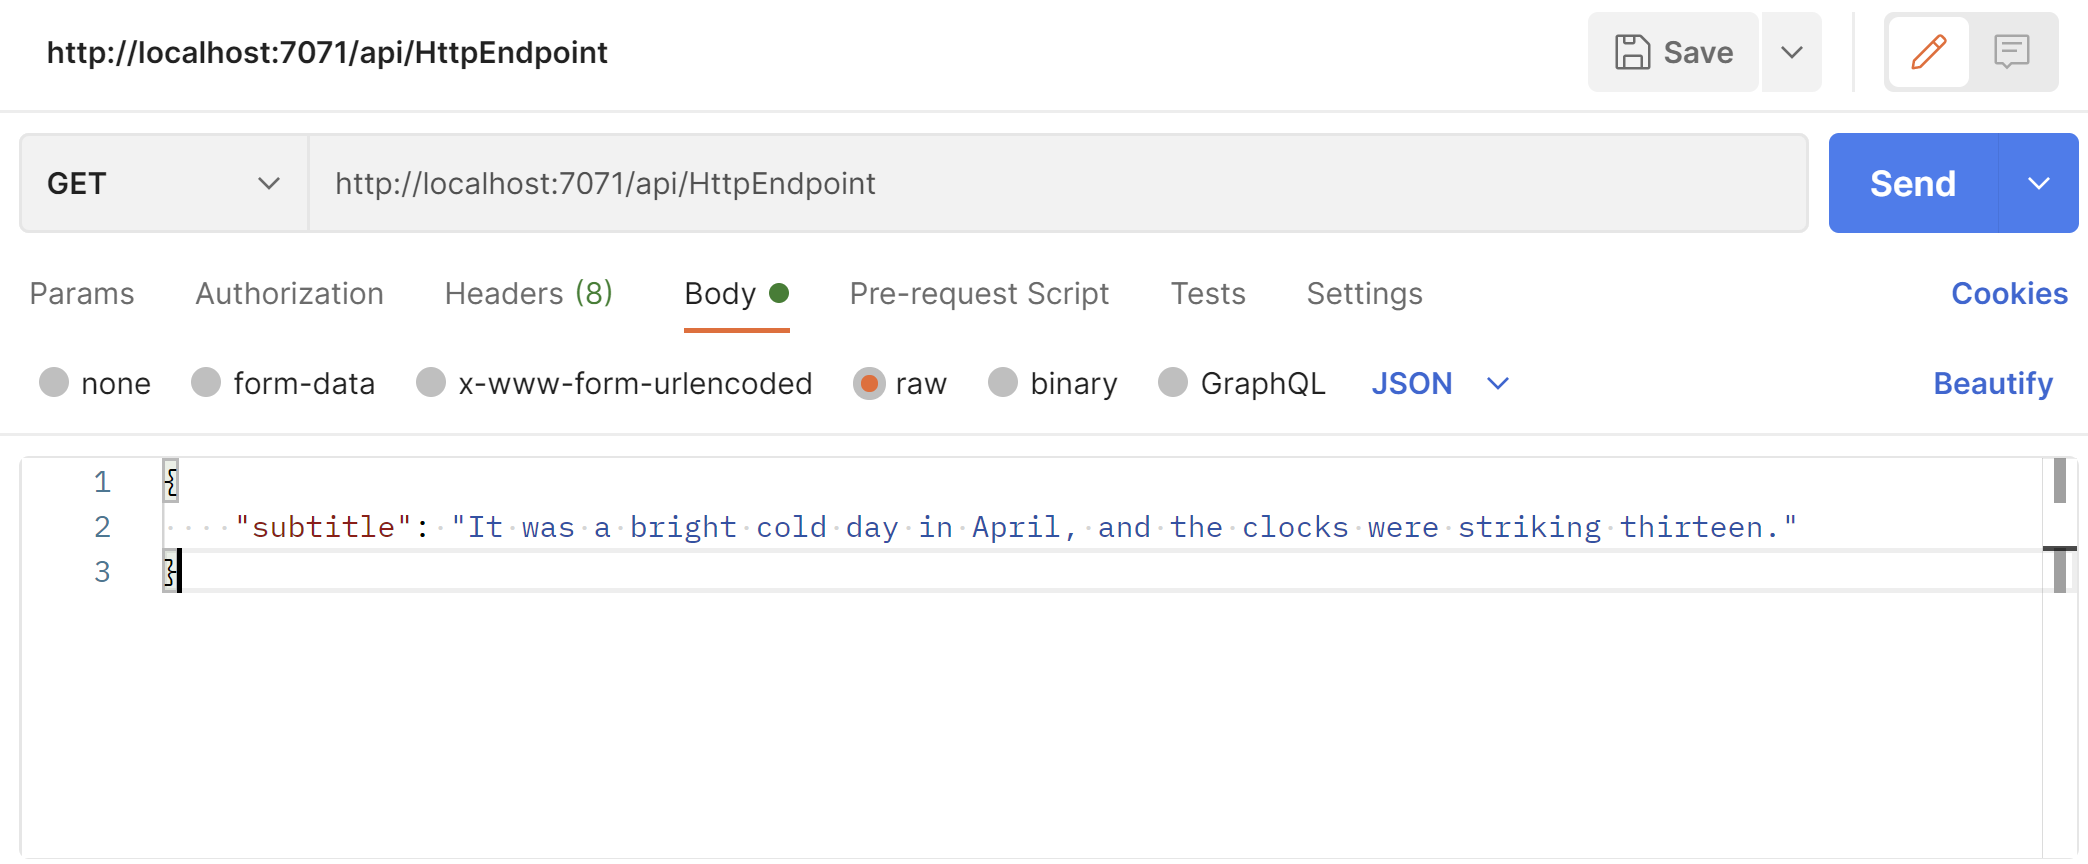 http://localhost:7071/api/HttpEndpoint
Save
GET
http://localhost:7071/api/HttpEndpoint
Send
Params Authorization Headers (8) Body Pre-request Script Tests Settings Cookies
none form-data x-www-form-urlencoded raw binary GraphQL JSON Beautify
1 {
2 "subtitle": "It was a bright cold day in April, and the clocks were striking thirteen."
3 }